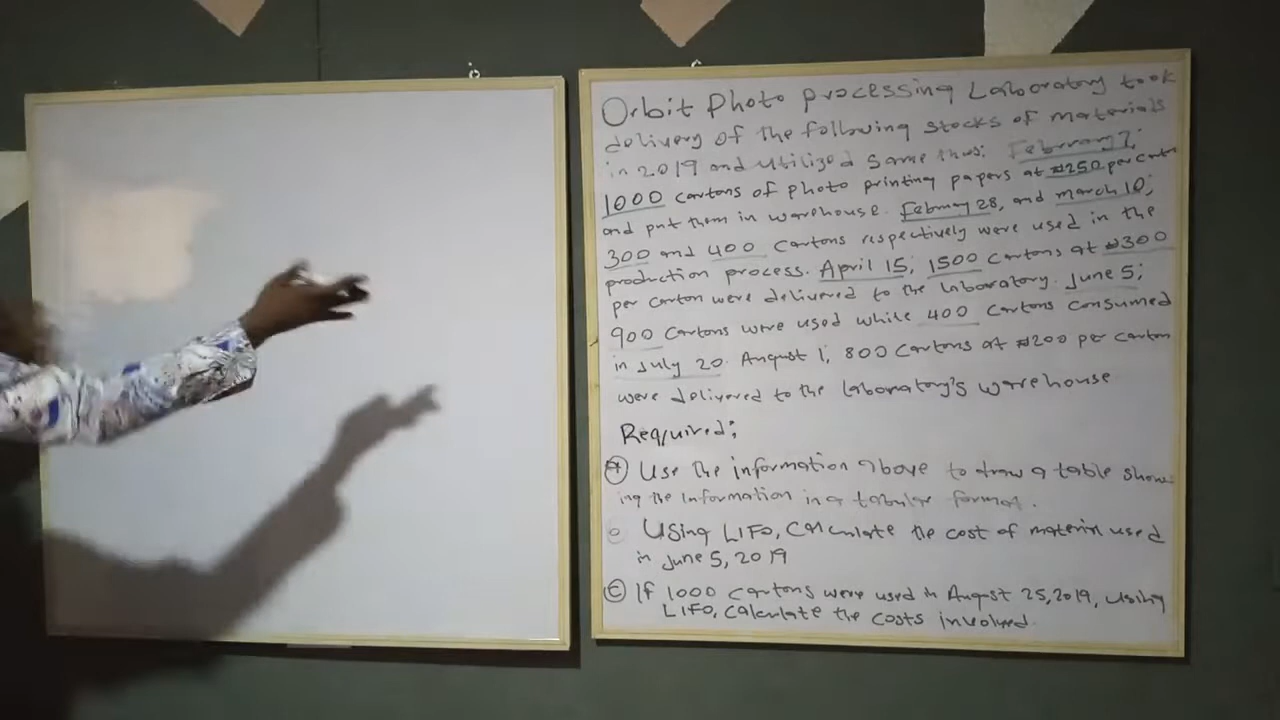 Orbit Photo processing Laboratory took
delivery of the following stocks of materials
in 2019 and utilized same thus: February 7;
1000 cartons of photo printing papers at ₦250 per carton
and put them in warehouse. Februay 28, and march 10;
300 and 400 cartons respectively were used in the
production process. April 15; 1500 cartons at ₦300
per carton were delivered to the laboratory. June 5;
900 cartons were used while 400 cartons consumed
in July 20. August 1; 800 cartons at ₦200 per carton
were delivered to the laboratory's warehouse
Required;
(A) Use the information above to draw a table show-
ing the information in a tabular format.
Using LIFO, Calculate the cost of material used
in June 5, 2019
(C) If 1000 cartons were used in August 25, 2019, using
LIFO, Calculate the costs involved.